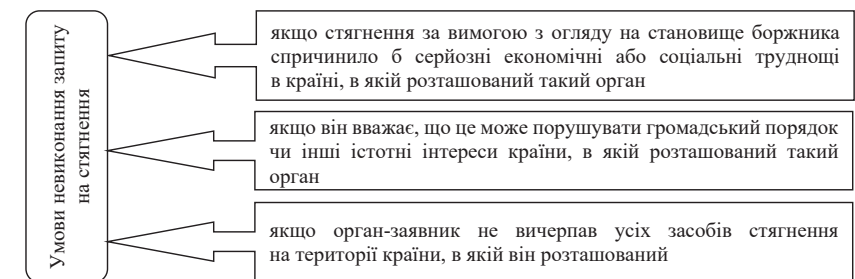 Умови невиконання запиту
на стягнення
якщо стягнення за вимогою з огляду на становище боржника
спричинило б серйозні економічні або соціальні труднощі
в країні, в якій розташований такий орган
якщо він вважає, що це може порушувати громадський порядок
чи інші істотні інтереси країни, в якій розташований такий
орган
якщо орган-заявник не вичерпав усіх засобів стягнення
на території країни, в якій він розташований